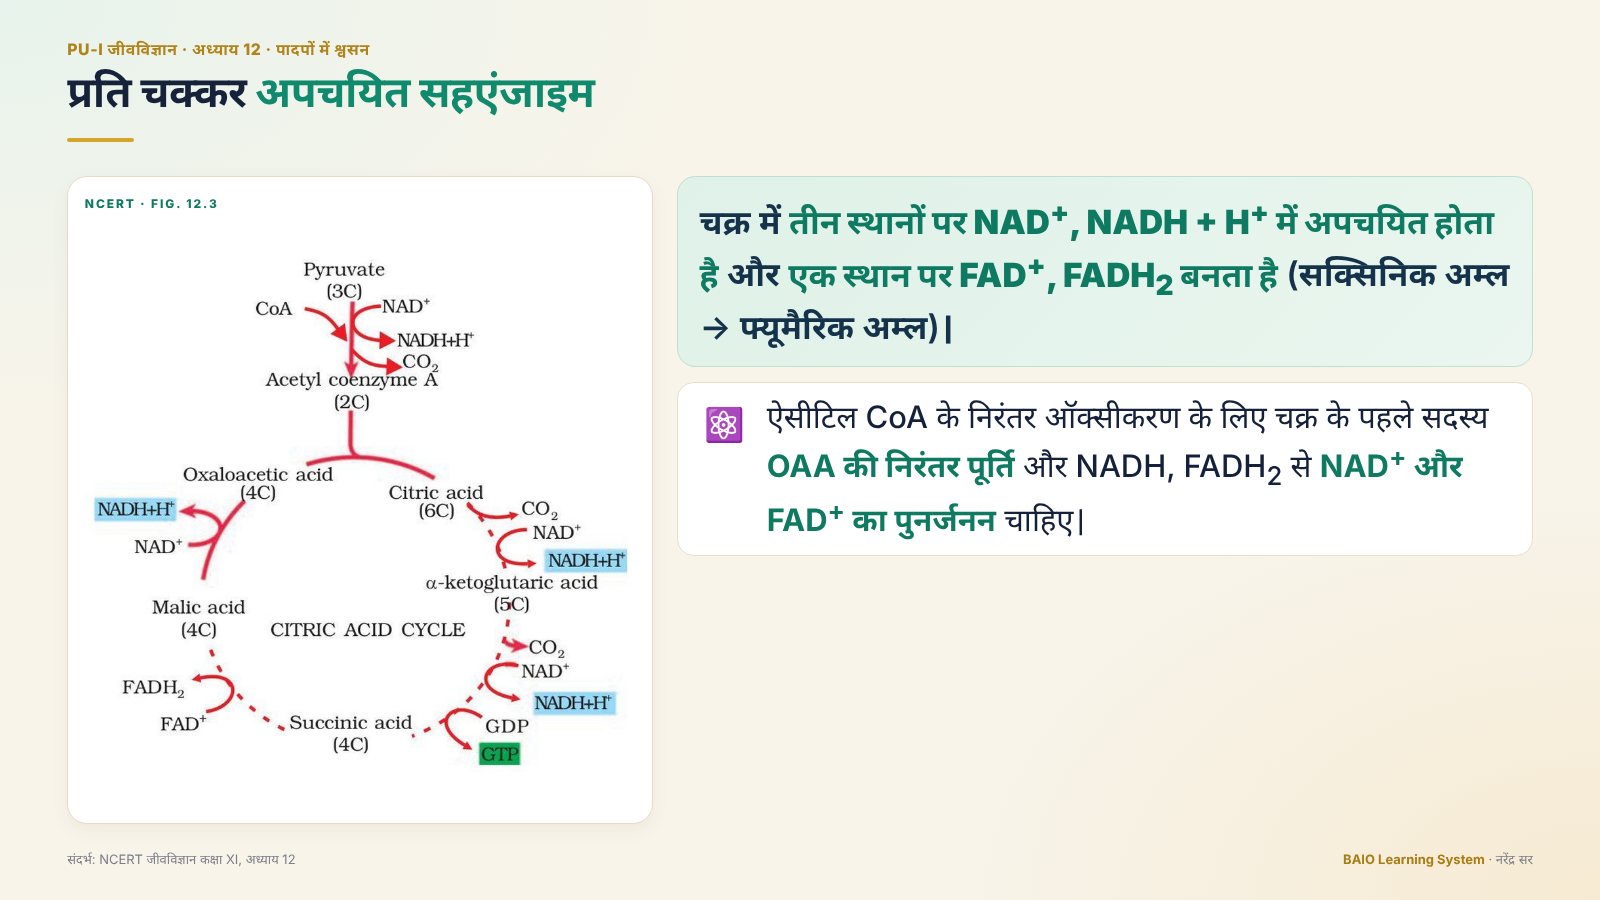 PU-I जीवविज्ञान · अध्याय 12 · पादपों में श्वसन
प्रति चक्कर अपचयित सहएंजाइम
NCERT · FIG. 12.3
Pyruvate
(3C)
CoA
NAD⁺
NADH+H⁺
CO₂
Acetyl coenzyme A
(2C)
Oxaloacetic acid
(4C)
Citric acid
(6C)
NADH+H⁺
CO₂
NAD⁺
NAD⁺
NADH+H⁺
α-ketoglutaric acid
(5C)
Malic acid
(4C)
CITRIC ACID CYCLE
CO₂
NAD⁺
FADH₂
NADH+H⁺
FAD⁺
Succinic acid
(4C)
GDP
GTP
चक्र में तीन स्थानों पर NAD⁺, NADH + H⁺ में अपचयित होता
है और एक स्थान पर FAD⁺, FADH₂ बनता है (सक्सिनिक अम्ल
→ फ्यूमैरिक अम्ल)।
ऐसीटिल CoA के निरंतर ऑक्सीकरण के लिए चक्र के पहले सदस्य
OAA की निरंतर पूर्ति और NADH, FADH₂ से NAD⁺ और
FAD⁺ का पुनर्जनन चाहिए।
संदर्भ: NCERT जीवविज्ञान कक्षा XI, अध्याय 12
BAIO Learning System · नरेंद्र सर